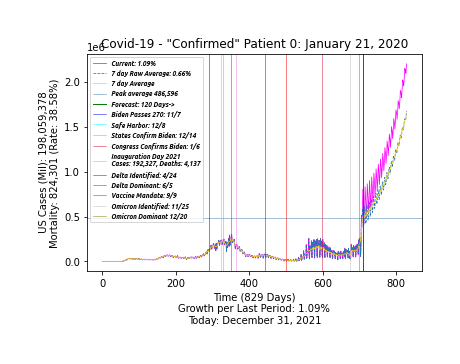 Covid-19 - "Confirmed" Patient 0: January 21, 2020
1e6
Current: 1.09%
7 day Raw Average: 0.66%
7 day Average
Peak average 486,596
Forecast: 120 Days->
Biden Passes 270: 11/7
Safe Harbor: 12/8
States Confirm Biden: 12/14
Congress Confirms Biden: 1/6
Inauguration Day 2021
Cases: 192,327, Deaths: 4,137
Delta Identified: 4/24
Delta Dominant: 6/5
Vaccine Mandate: 9/9
Omicron Identified: 11/25
Omicron Dominant 12/20
2.0
1.5
1.0
0.5
0.0
US Cases (Mil): 198,059,378
Mortality: 824,301 (Rate: 38.58%)
0 200 400 600 800
Time (829 Days)
Growth per Last Period: 1.09%
Today: December 31, 2021